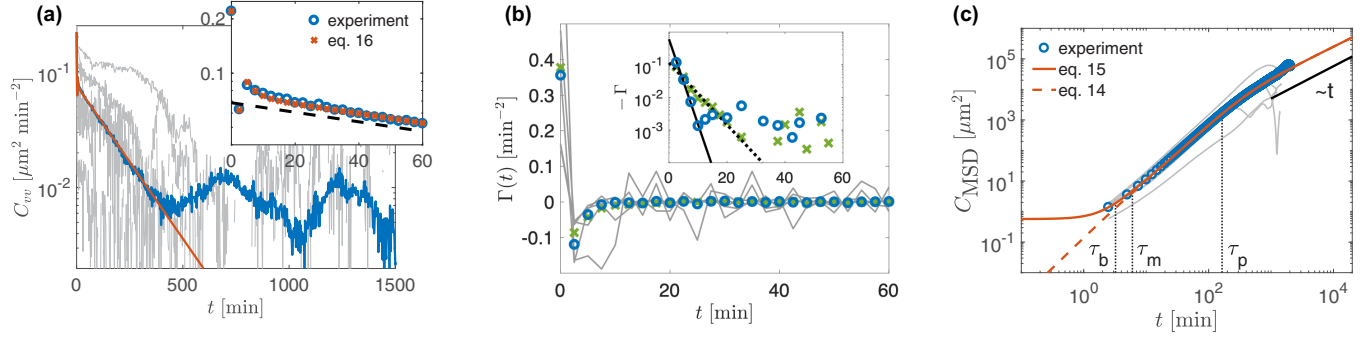 (a)
C_vv [μm² min⁻²]
10⁻¹
10⁻²
0
500
1000
1500
t [min]
0.2
0.1
0
20
40
60
experiment
eq. 16
(b)
Γ(t) [min⁻²]
0.4
0.3
0.2
0.1
0
-0.1
0
20
40
60
t [min]
−Γ
10⁻¹
10⁻²
10⁻³
0
10
20
30
40
50
60
(c)
C_MSD [μm²]
10⁵
10³
10¹
10⁻¹
10⁰
10²
10⁴
t [min]
experiment
eq. 15
eq. 14
~t
τ_b
τ_m
τ_p